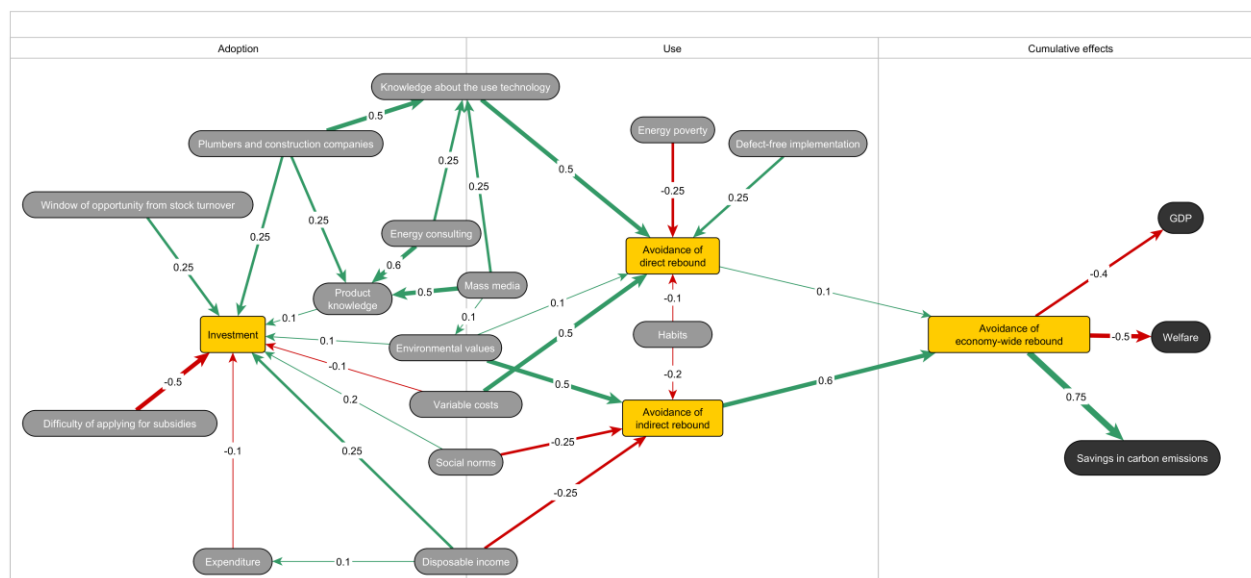 Adoption
Use
Cumulative effects
Knowledge about the use technology
0.5
Plumbers and construction companies
Energy poverty
Defect-free implementation
0.25
0.25
0.5
-0.25
0.25
Window of opportunity from stock turnover
0.25
0.25
0.25
Energy consulting
0.6
GDP
Avoidance of
direct rebound
-0.4
Mass media
0.5
Product
knowledge
0.1
0.1
0.1
-0.1
0.1
Investment
0.1
Environmental values
0.5
Habits
Avoidance of
economy-wide rebound
-0.5
Welfare
-0.1
-0.5
0.2
0.5
-0.2
0.6
0.75
Variable costs
Difficulty of applying for subsidies
Avoidance of
indirect rebound
-0.1
0.25
Social norms
-0.25
-0.25
Savings in carbon emissions
Expenditure
0.1
Disposable income